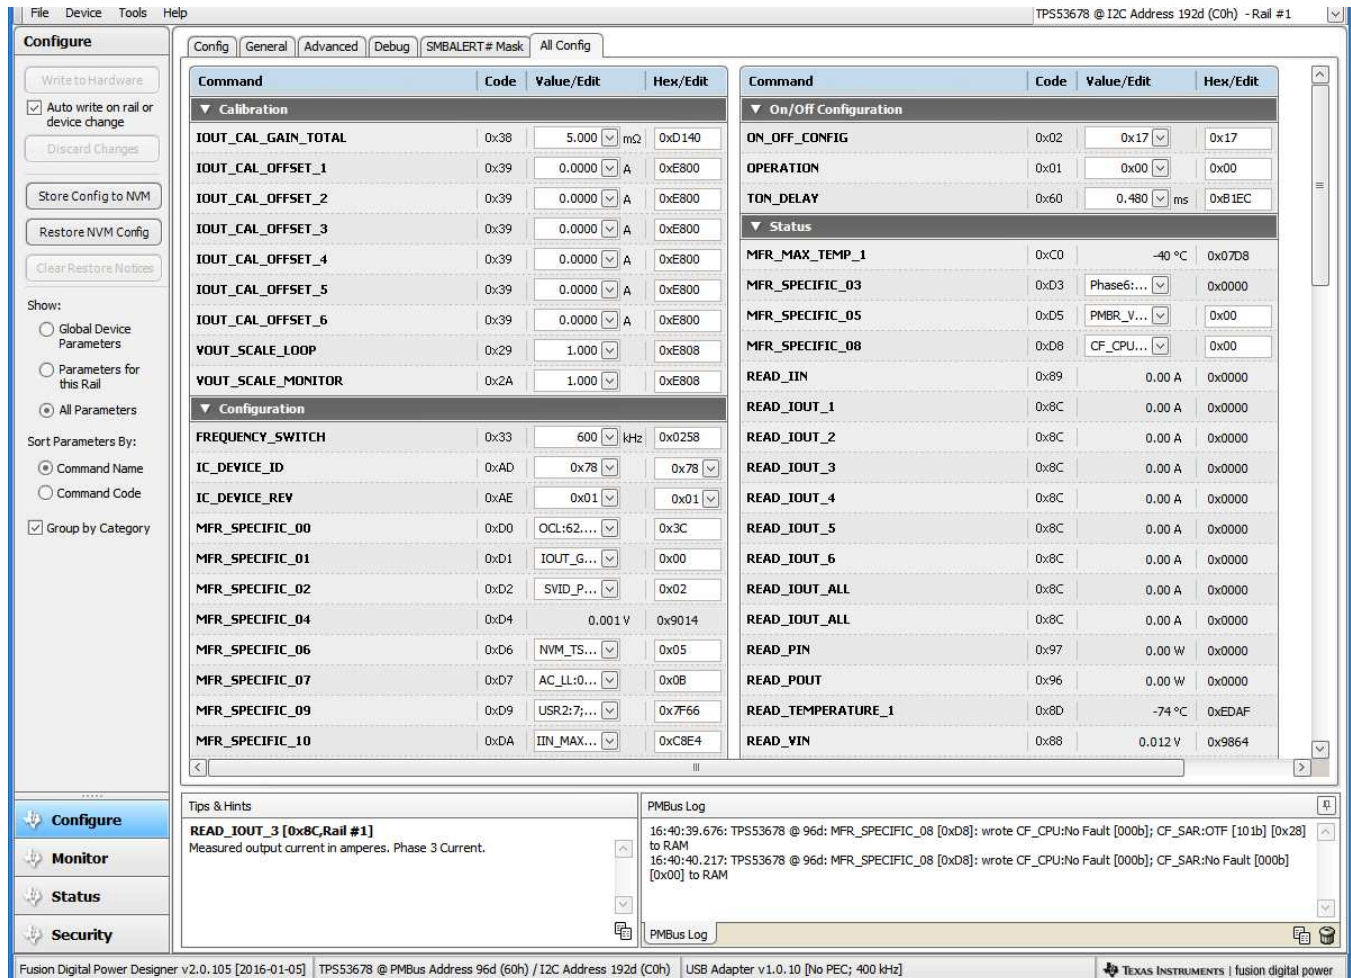 File Device Tools Help
TPS53678 @ I2C Address 192d (C0h) - Rail #1
Configure
Write to Hardware
Auto write on rail or
device change
Discard Changes
Store Config to NVM
Restore NVM Config
Clear Restore Notices
Show:
Global Device
Parameters
Parameters for
this Rail
All Parameters
Sort Parameters By:
Command Name
Command Code
Group by Category
Configure
Monitor
Status
Security
Config General Advanced Debug SMBALERT# Mask All Config
Command Code Value/Edit Hex/Edit
▼ Calibration
IOUT_CAL_GAIN_TOTAL 0x38 5.000 mΩ 0xD140
IOUT_CAL_OFFSET_1 0x39 0.0000 A 0xE800
IOUT_CAL_OFFSET_2 0x39 0.0000 A 0xE800
IOUT_CAL_OFFSET_3 0x39 0.0000 A 0xE800
IOUT_CAL_OFFSET_4 0x39 0.0000 A 0xE800
IOUT_CAL_OFFSET_5 0x39 0.0000 A 0xE800
IOUT_CAL_OFFSET_6 0x39 0.0000 A 0xE800
VOUT_SCALE_LOOP 0x29 1.000 0xE808
VOUT_SCALE_MONITOR 0x2A 1.000 0xE808
▼ Configuration
FREQUENCY_SWITCH 0x33 600 kHz 0x0258
IC_DEVICE_ID 0xAD 0x78 0x78
IC_DEVICE_REV 0xAE 0x01 0x01
MFR_SPECIFIC_00 0xD0 OCL:62.... 0x3C
MFR_SPECIFIC_01 0xD1 IOUT_G... 0x00
MFR_SPECIFIC_02 0xD2 SVID_P... 0x02
MFR_SPECIFIC_04 0xD4 0.001 V 0x9014
MFR_SPECIFIC_06 0xD6 NVM_TS... 0x05
MFR_SPECIFIC_07 0xD7 AC_LL:0... 0x0B
MFR_SPECIFIC_09 0xD9 USR2:7;... 0x7F66
MFR_SPECIFIC_10 0xDA IIN_MAX... 0xC8E4
Command Code Value/Edit Hex/Edit
▼ On/Off Configuration
ON_OFF_CONFIG 0x02 0x17 0x17
OPERATION 0x01 0x00 0x00
TON_DELAY 0x60 0.480 ms 0xB1EC
▼ Status
MFR_MAX_TEMP_1 0xC0 -40 °C 0x07D8
MFR_SPECIFIC_03 0xD3 Phase6:... 0x0000
MFR_SPECIFIC_05 0xD5 PMBR_V... 0x00
MFR_SPECIFIC_08 0xD8 CF_CPU... 0x00
READ_IIN 0x89 0.00 A 0x0000
READ_IOUT_1 0x8C 0.00 A 0x0000
READ_IOUT_2 0x8C 0.00 A 0x0000
READ_IOUT_3 0x8C 0.00 A 0x0000
READ_IOUT_4 0x8C 0.00 A 0x0000
READ_IOUT_5 0x8C 0.00 A 0x0000
READ_IOUT_6 0x8C 0.00 A 0x0000
READ_IOUT_ALL 0x8C 0.00 A 0x0000
READ_IOUT_ALL 0x8C 0.00 A 0x0000
READ_PIN 0x97 0.00 W 0x0000
READ_POUT 0x96 0.00 W 0x0000
READ_TEMPERATURE_1 0x8D -74 °C 0xEDAF
READ_VIN 0x88 0.012 V 0x9864
Tips & Hints
READ_IOUT_3 [0x8C,Rail #1]
Measured output current in amperes. Phase 3 Current.
PMBus Log
16:40:39.676: TPS53678 @ 96d: MFR_SPECIFIC_08 [0xD8]: wrote CF_CPU:No Fault [000b]; CF_SAR:OTF [101b] [0x28]
to RAM
16:40:40.217: TPS53678 @ 96d: MFR_SPECIFIC_08 [0xD8]: wrote CF_CPU:No Fault [000b]; CF_SAR:No Fault [000b]
[0x00] to RAM
PMBus Log
Fusion Digital Power Designer v2.0.105 [2016-01-05] TPS53678 @ PMBus Address 96d (60h) / I2C Address 192d (C0h) USB Adapter v1.0.10 [No PEC; 400 kHz] TEXAS INSTRUMENTS | fusion digital power